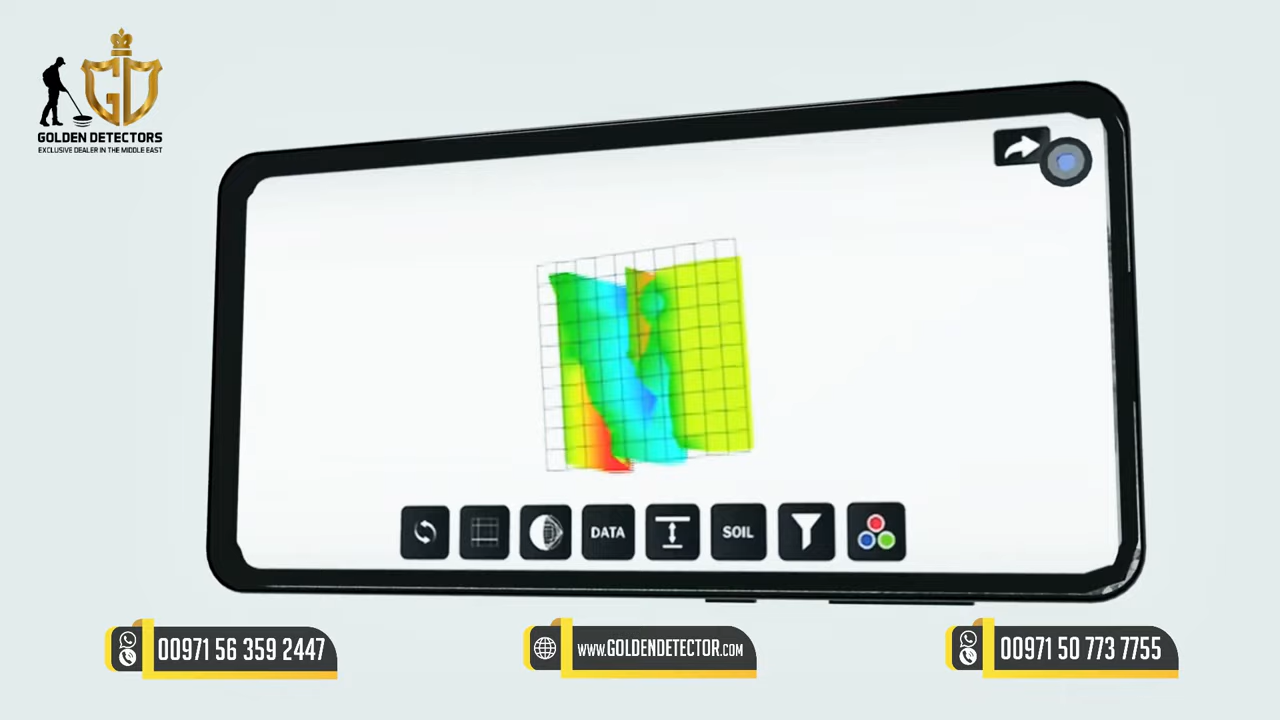 GD
GOLDEN DETECTORS
EXCLUSIVE DEALER IN THE MIDDLE EAST
DATA
SOIL
00971 56 359 2447
www.GOLDENDETECTOR.COM
00971 50 773 7755